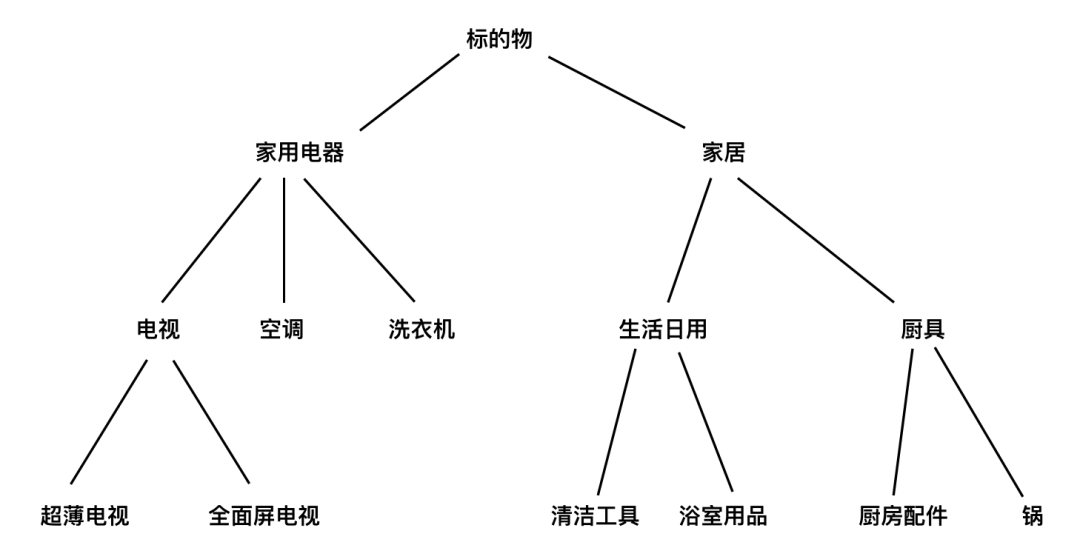 标的物
家用电器
家居
电视
空调
洗衣机
生活日用
厨具
超薄电视
全面屏电视
清洁工具
浴室用品
厨房配件
锅